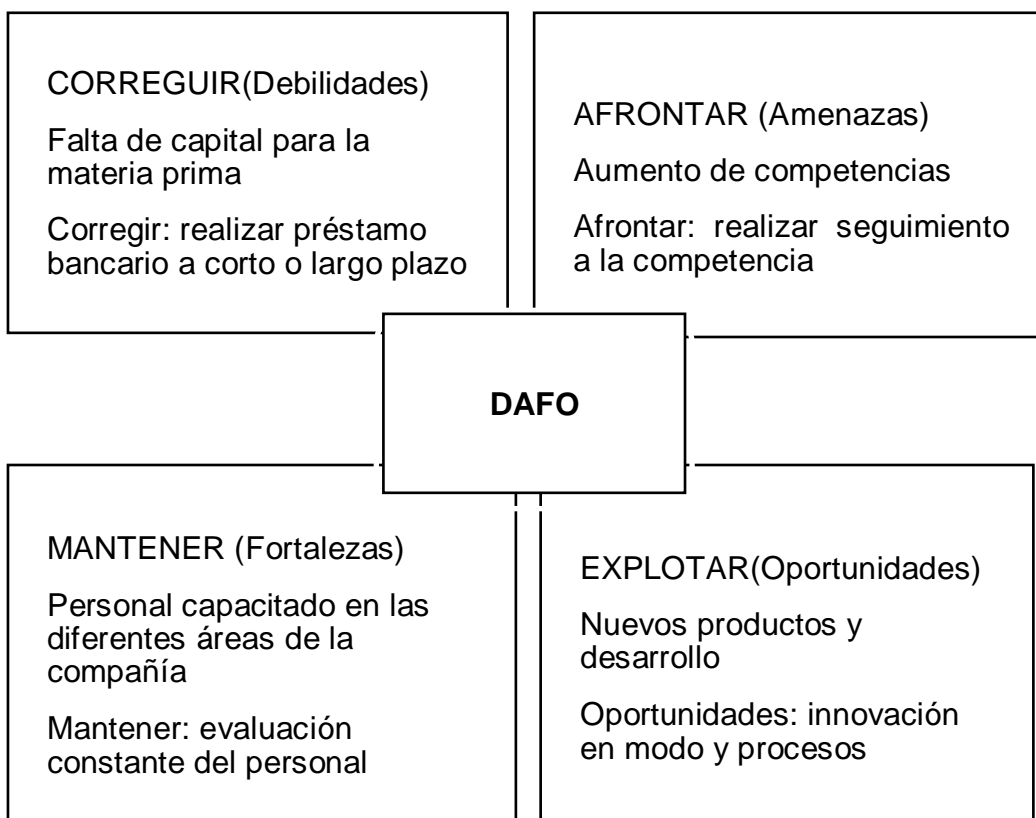 CORREGUIR(Debilidades)
Falta de capital para la
materia prima
Corregir: realizar préstamo
bancario a corto o largo plazo
AFRONTAR (Amenazas)
Aumento de competencias
Afrontar: realizar seguimiento
a la competencia
DAFO
MANTENER (Fortalezas)
Personal capacitado en las
diferentes áreas de la
compañía
Mantener: evaluación
constante del personal
EXPLOTAR(Oportunidades)
Nuevos productos y
desarrollo
Oportunidades: innovación
en modo y procesos